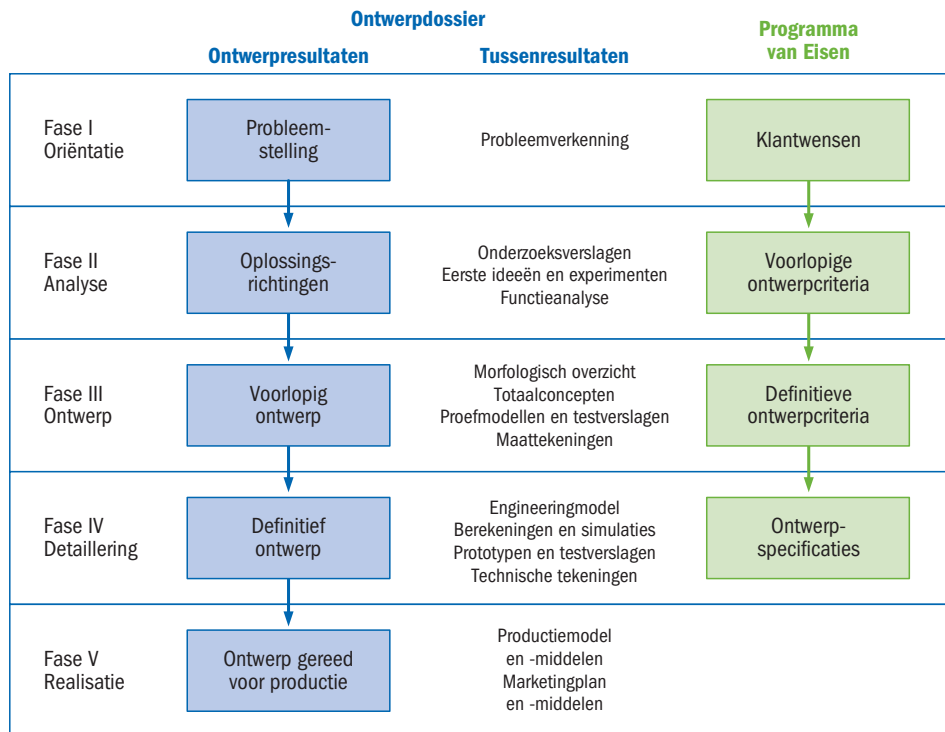 Ontwerpdossier
Ontwerpresultaten
Tussenresultaten
Programma
van Eisen
Fase I
Oriëntatie
Probleem-
stelling
Probleemverkenning
Klantwensen
Fase II
Analyse
Oplossings-
richtingen
Onderzoeksverslagen
Eerste ideeën en experimenten
Functieanalyse
Voorlopige
ontwerpcriteria
Fase III
Ontwerp
Voorlopig
ontwerp
Morfologisch overzicht
Totaalconcepten
Proefmodellen en testverslagen
Maattekeningen
Definitieve
ontwerpcriteria
Fase IV
Detaillering
Definitief
ontwerp
Engineeringmodel
Berekeningen en simulaties
Prototypen en testverslagen
Technische tekeningen
Ontwerp-
specificaties
Fase V
Realisatie
Ontwerp gereed
voor productie
Productiemodel
en -middelen
Marketingplan
en -middelen